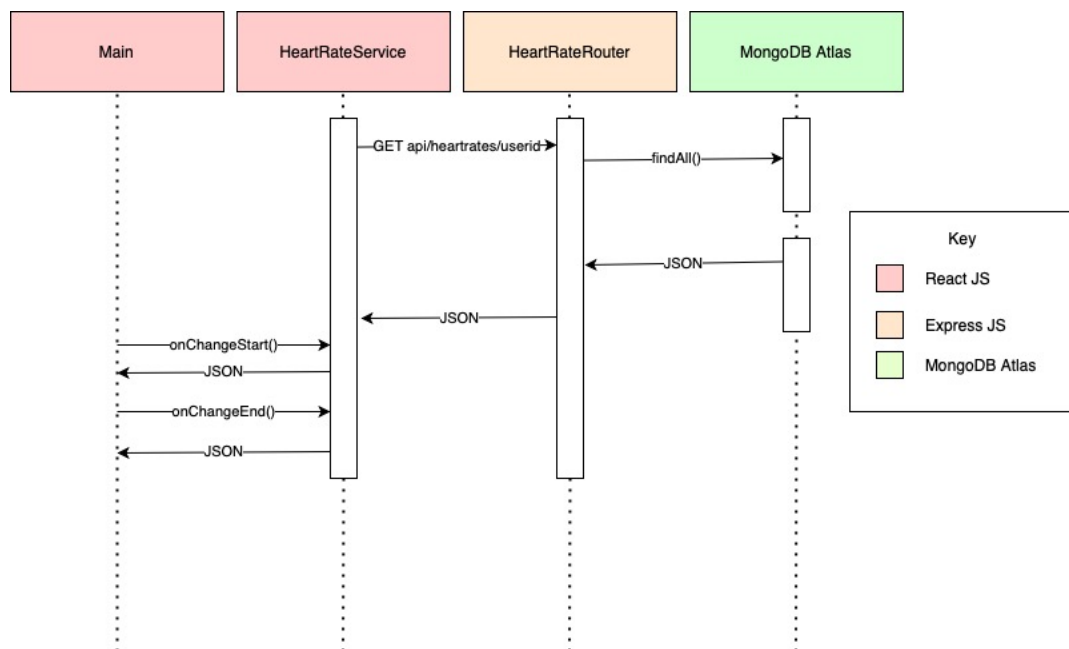 Main
HeartRateService
HeartRateRouter
MongoDB Atlas
GET api/heartrates/userid
findAll()
JSON
JSON
onChangeStart()
JSON
onChangeEnd()
JSON
Key
React JS
Express JS
MongoDB Atlas